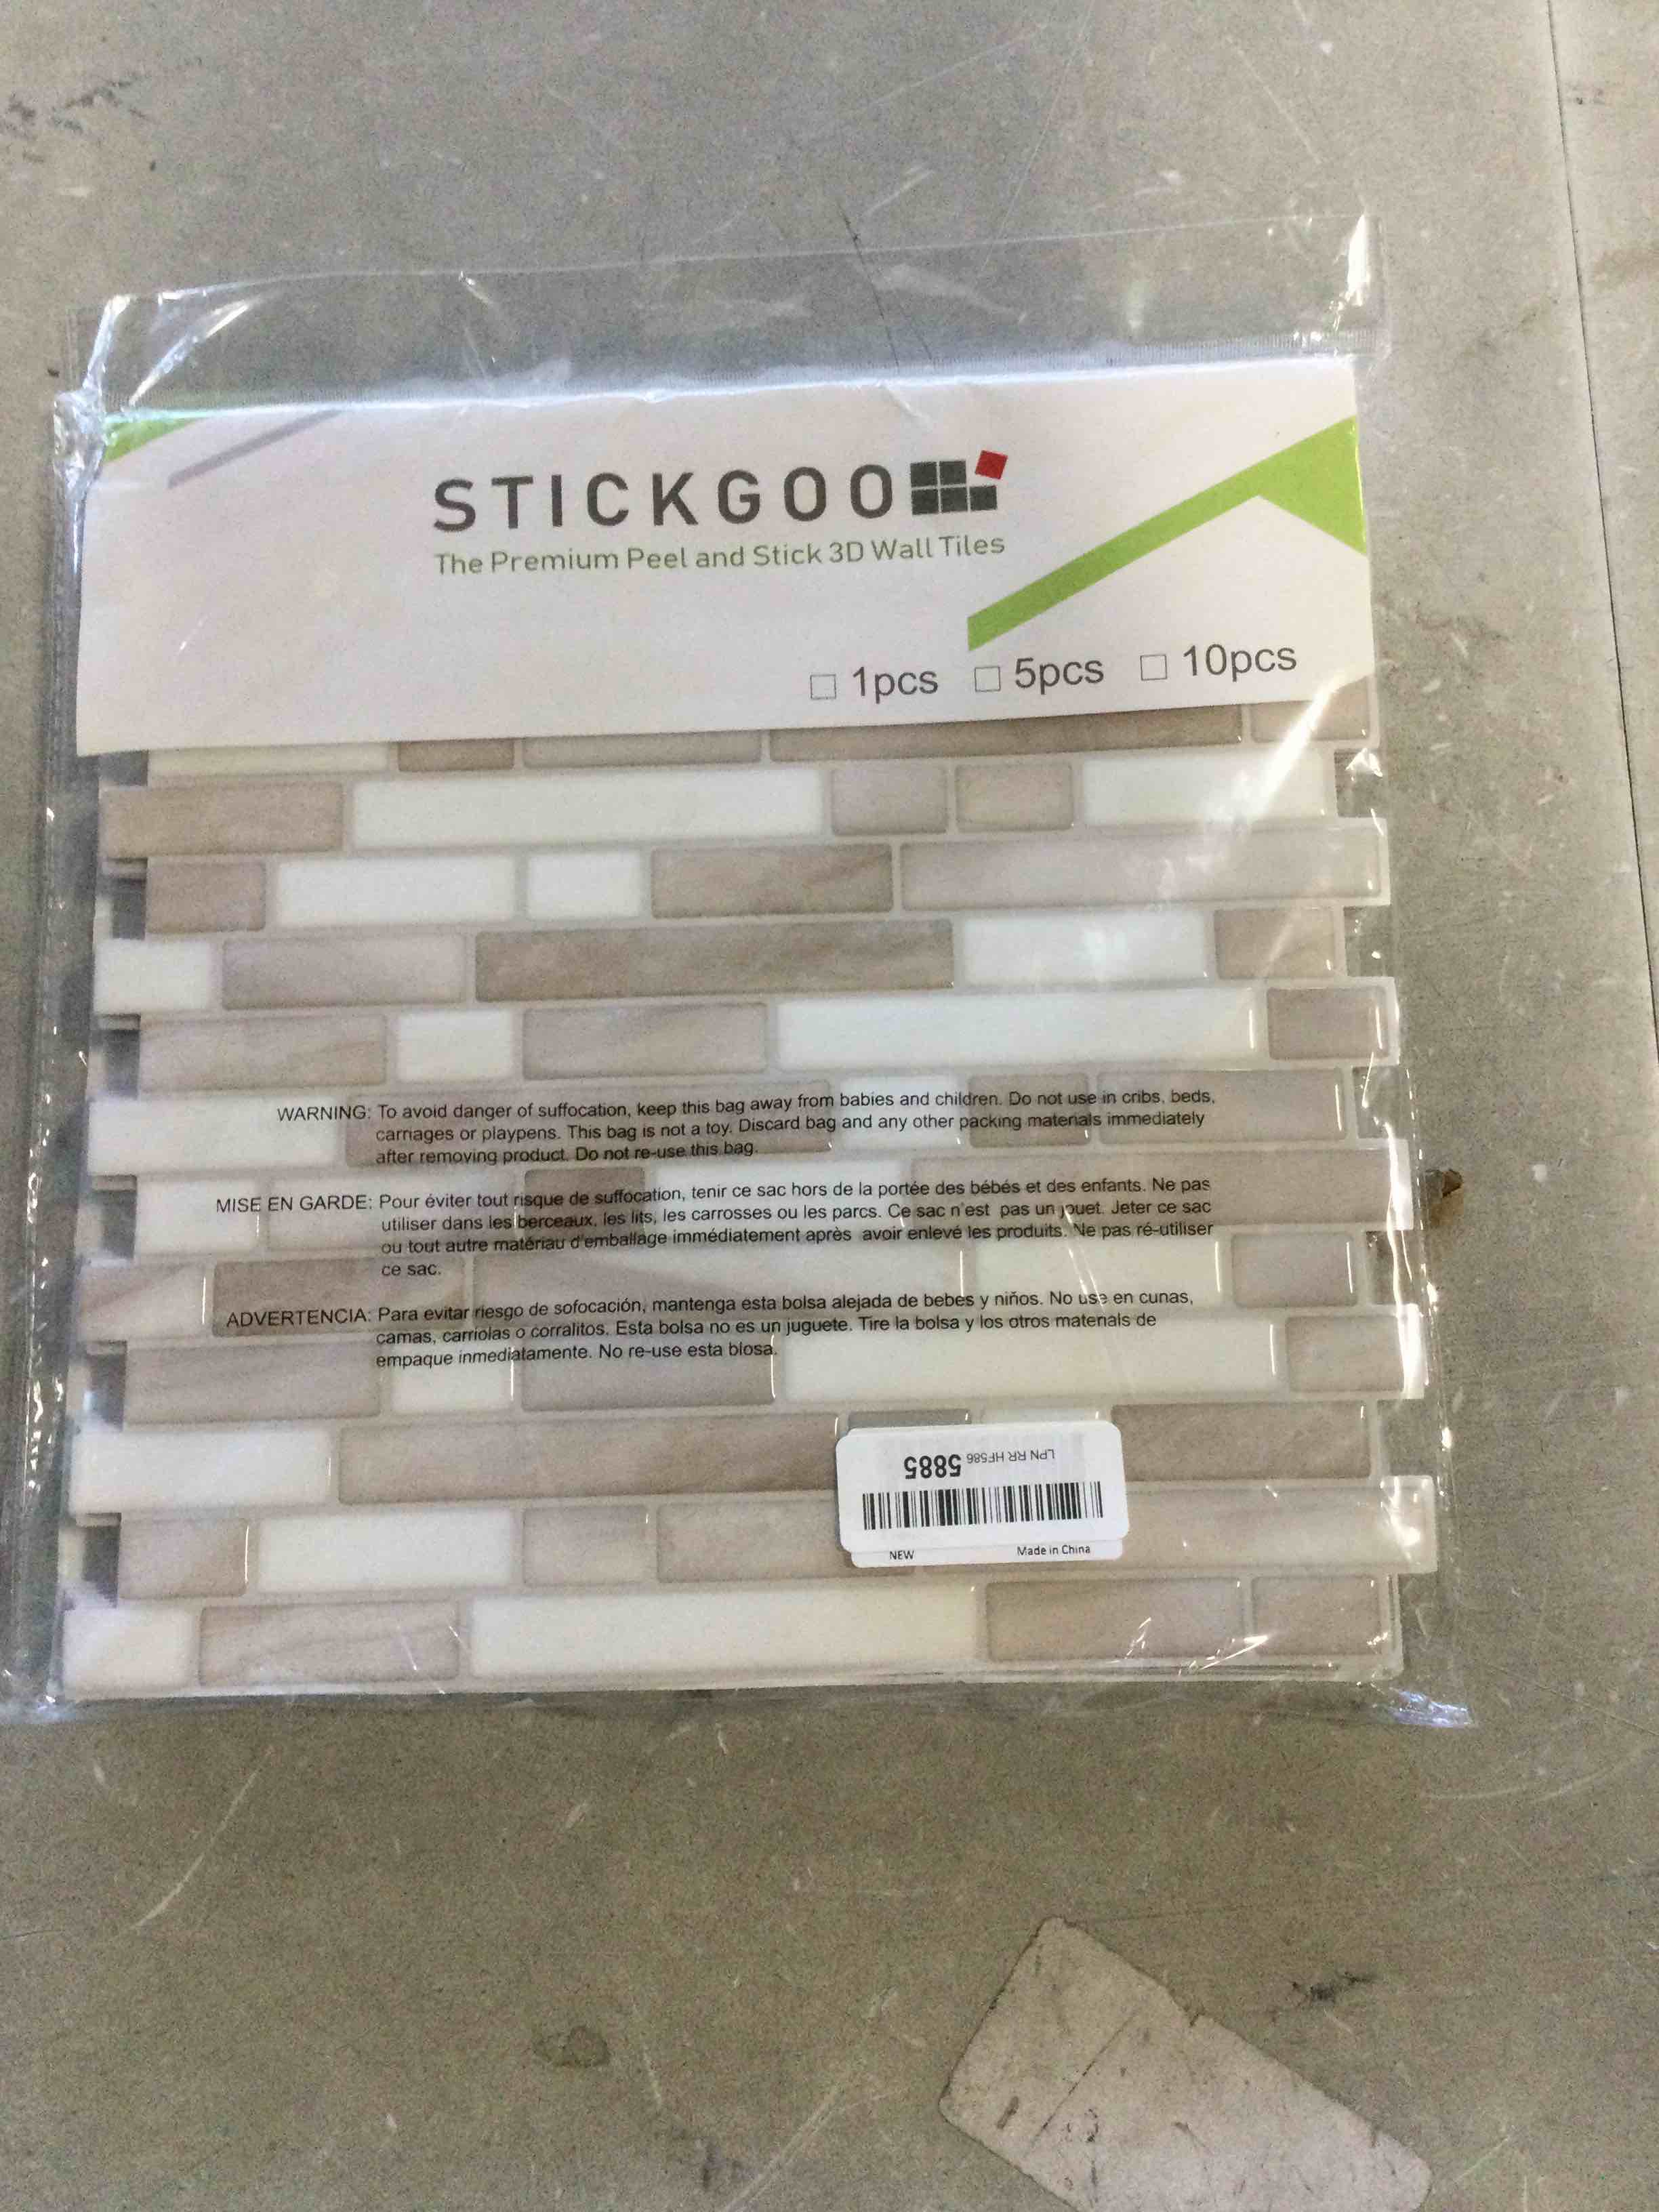 STICKGOO
The Premium Peel and Stick 3D Wall Tiles
1pcs 5pcs 10pcs
WARNING: To avoid danger of suffocation, keep this bag away from babies and children. Do not use in cribs, beds,
carriages or playpens. This bag is not a toy. Discard bag and any other packing materials immediately
after removing product. Do not re-use this bag.
MISE EN GARDE: Pour éviter tout risque de suffocation, tenir ce sac hors de la portée des bébés et des enfants. Ne pas
utiliser dans les berceaux, les lits, les carrosses ou les parcs. Ce sac n'est pas un jouet. Jeter ce sac
ou tout autre matériau d'emballage immédiatement après avoir enlevé les produits. Ne pas ré-utiliser
ce sac.
ADVERTENCIA: Para evitar riesgo de sofocación, mantenga esta bolsa alejada de bebes y niños. No use en cunas,
camas, carriolas o corralitos. Esta bolsa no es un juguete. Tire la bolsa y los otros materials de
empaque inmediatamente. No re-use esta blosa.
LPN RR HF586 5885
NEW Made in China